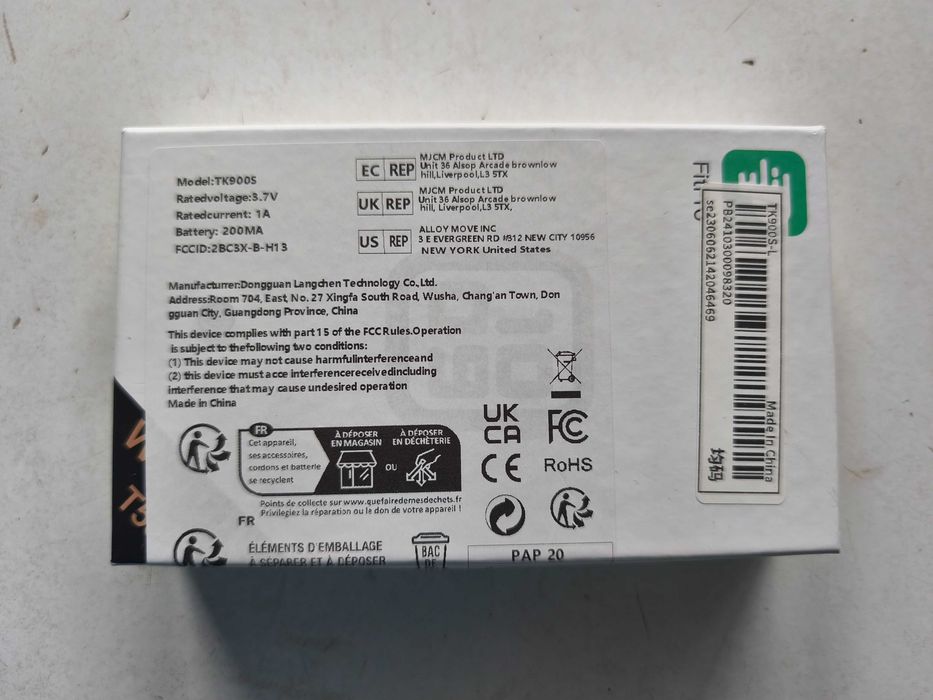 Model:TK900S
Ratedvoltage:3.7V
Ratedcurrent: 1A
Battery: 200MA
FCCID:2BC3X-B-H13
EC REP
MJCM Product LTD
Unit 36 Alsop Arcade brownlow
hill,Liverpool,L3 5TX
UK REP
MJCM Product LTD
Unit 36 Alsop Arcade brownlow
hill, Liverpool,L3 5TX,
US REP
ALLOY MOVE INC
3 E EVERGREEN RD #812 NEW CITY 10956
NEW YORK United States
Manufacturrer:Dongguan Langchen Technology Co.,Ltd.
Address:Room 704, East, No. 27 Xingfa South Road, Wusha, Chang'an Town, Don
gguan City, Guangdong Province, China
This device complies with part 15 of the FCC Rules.Operation
is subject to thefollowing two conditions:
(1) This device may not cause harmfulinterferenceand
(2) this device must acce interferencereceivedincluding
interference that may cause undesired operation
Made in China
FR
Cet appareil,
ses accessoires,
cordons et batterie
se recyclent
À DÉPOSER
EN MAGASIN
OU
À DÉPOSER
EN DÉCHÈTERIE
Points de collecte sur www.quefairedemesdechets.fr
Privilégiez la réparation ou le don de votre appareil !
FR
ÉLÉMENTS D'EMBALLAGE
À SÉPARER ET À DÉPOSER
BAC
DE
UK
CA
FC
CE
RoHS
PAP 20
TK900S-L
PB2410300098320
se2306062142046469
Made In China
均码